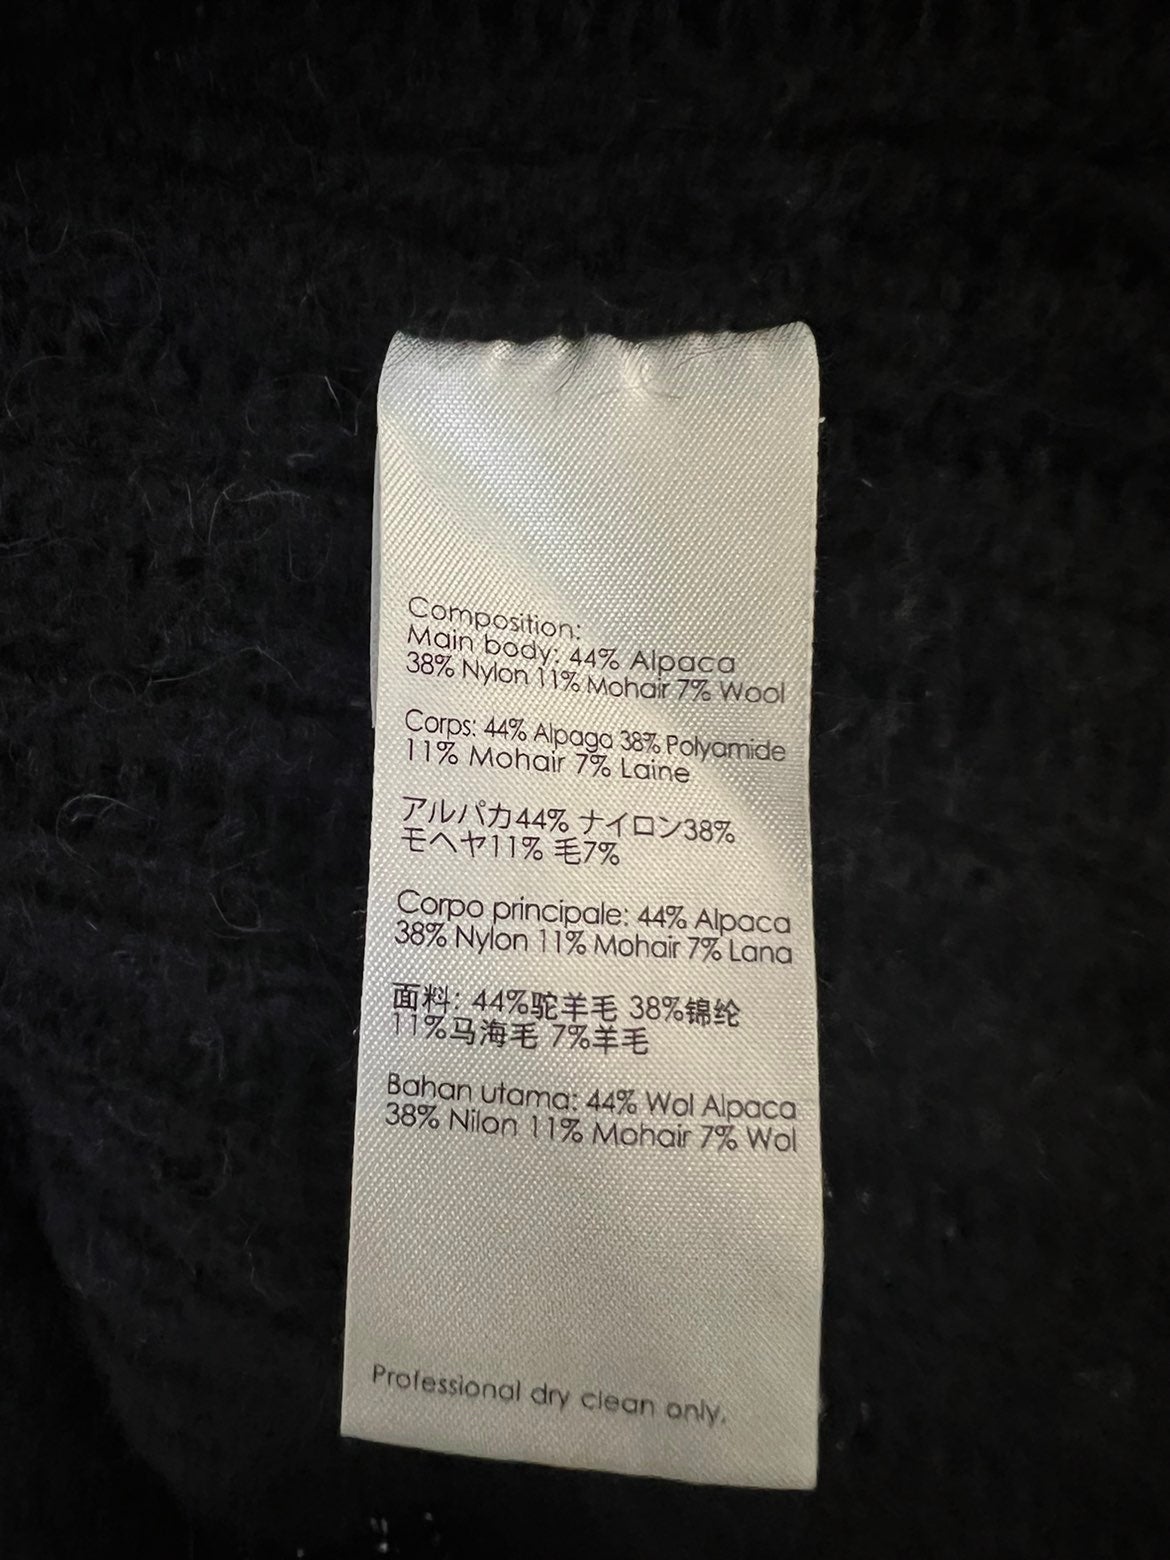 Composition:
Main body: 44% Alpaca
38% Nylon 11% Mohair 7% Wool
Corps: 44% Alpaga 38% Polyamide
11% Mohair 7% Laine
アルパカ44% ナイロン38%
モヘヤ11% 毛7%
Corpo principale: 44% Alpaca
38% Nylon 11% Mohair 7% Lana
面料: 44%驼羊毛 38%锦纶
11%马海毛 7%羊毛
Bahan utama: 44% Wol Alpaca
38% Nilon 11% Mohair 7% Wol
Professional dry clean only.